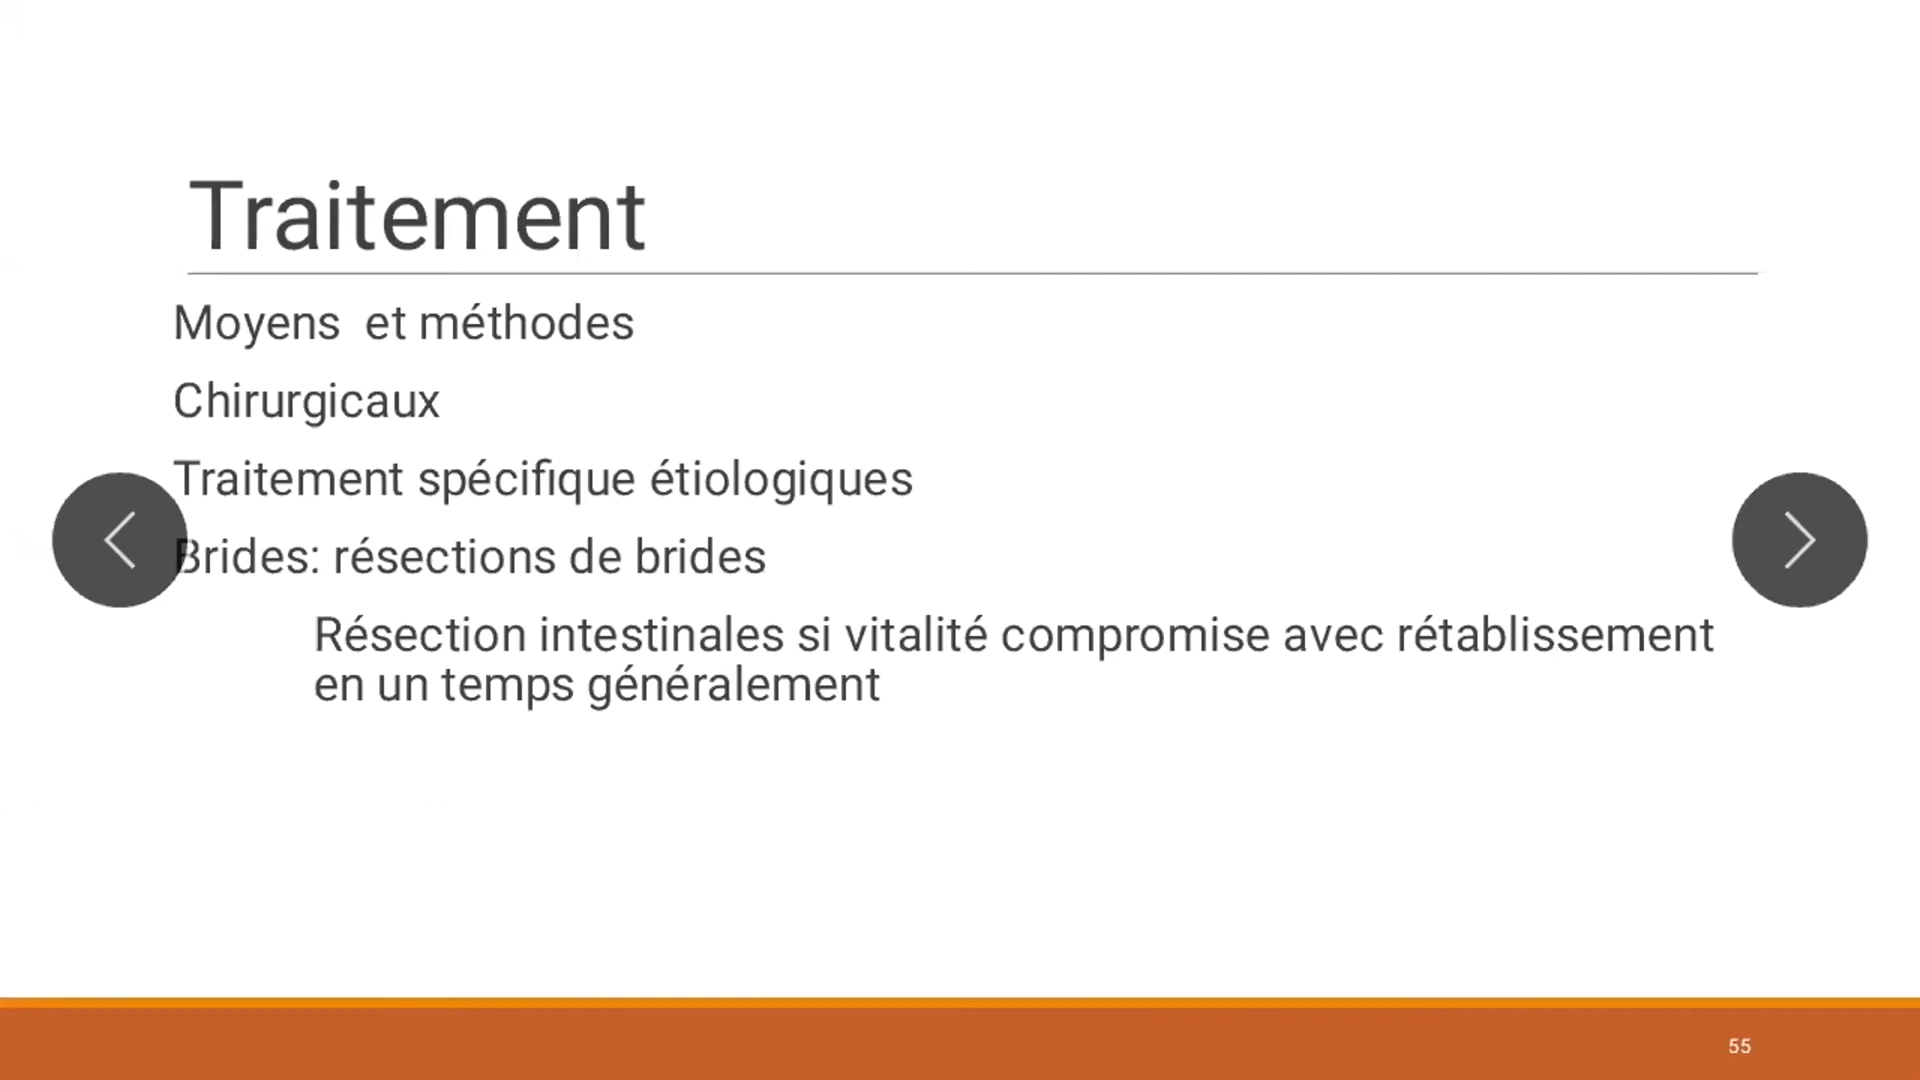 Traitement
Moyens  et méthodes
Chirurgicaux
Traitement spécifique étiologiques
Brides: résections de brides
Résection intestinales si vitalité compromise avec rétablissement
en un temps généralement
55